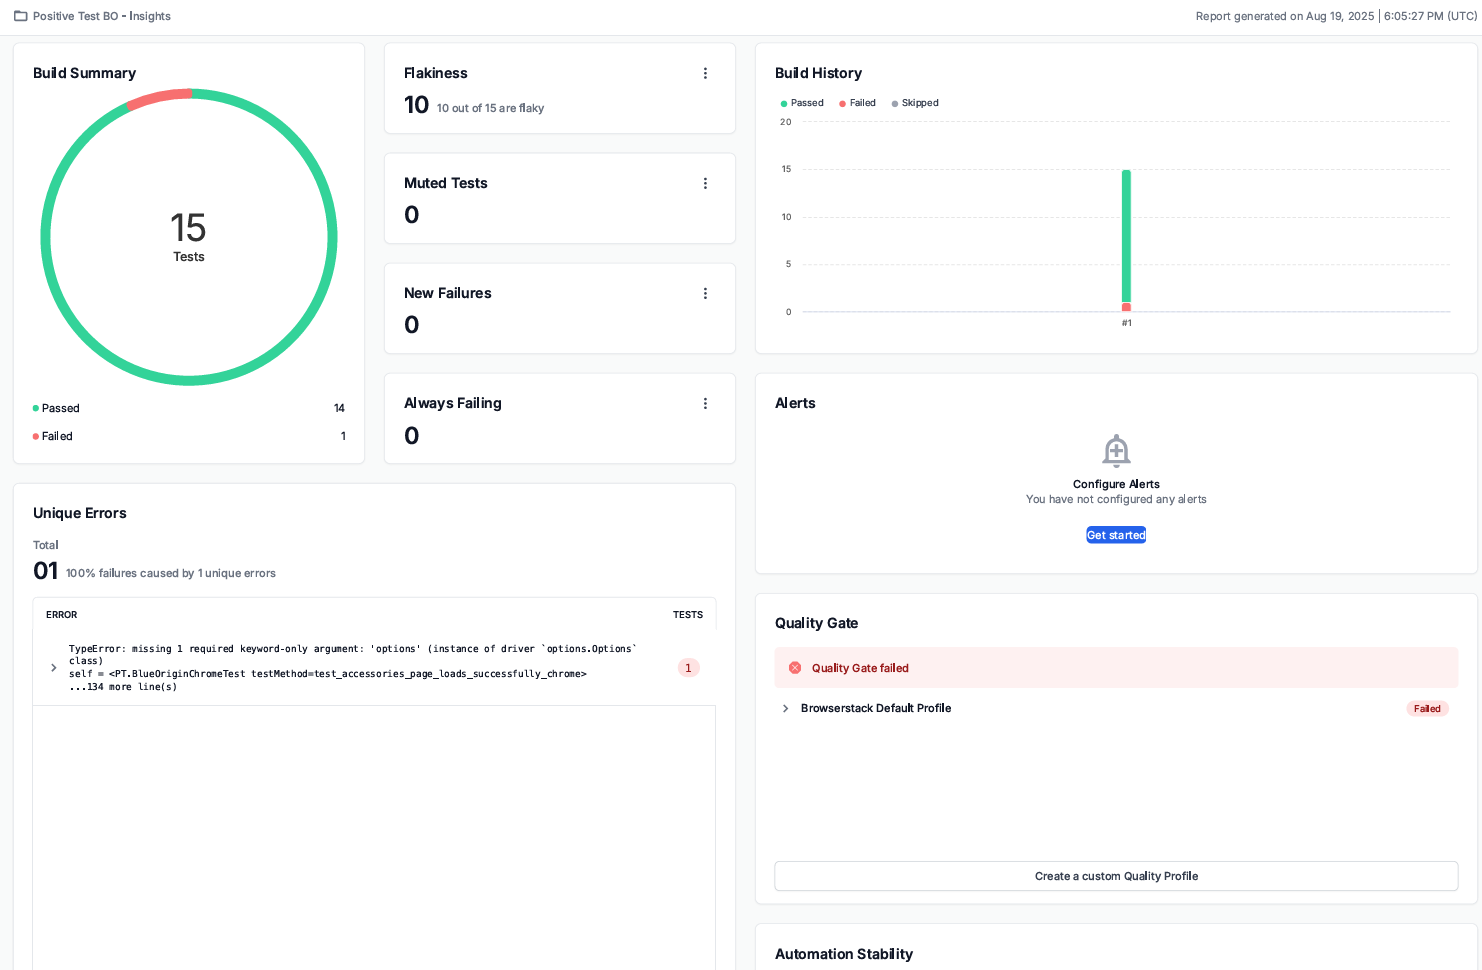 Positive Test BO - Insights
Report generated on Aug 19, 2025 | 6:05:27 PM (UTC)
Build Summary
15
Tests
Passed 14
Failed 1
Flakiness
10 10 out of 15 are flaky
Muted Tests
0
New Failures
0
Always Failing
0
Build History
Passed Failed Skipped
20
15
10
5
0
#1
Alerts
Configure Alerts
You have not configured any alerts
Get started
Unique Errors
Total
01 100% failures caused by 1 unique errors
ERROR TESTS
TypeError: missing 1 required keyword-only argument: 'options' (instance of driver `options.Options`
class)
self = <PT.BlueOriginChromeTest testMethod=test_accessories_page_loads_successfully_chrome>
...134 more line(s)
1
Quality Gate
Quality Gate failed
Browserstack Default Profile Failed
Create a custom Quality Profile
Automation Stability